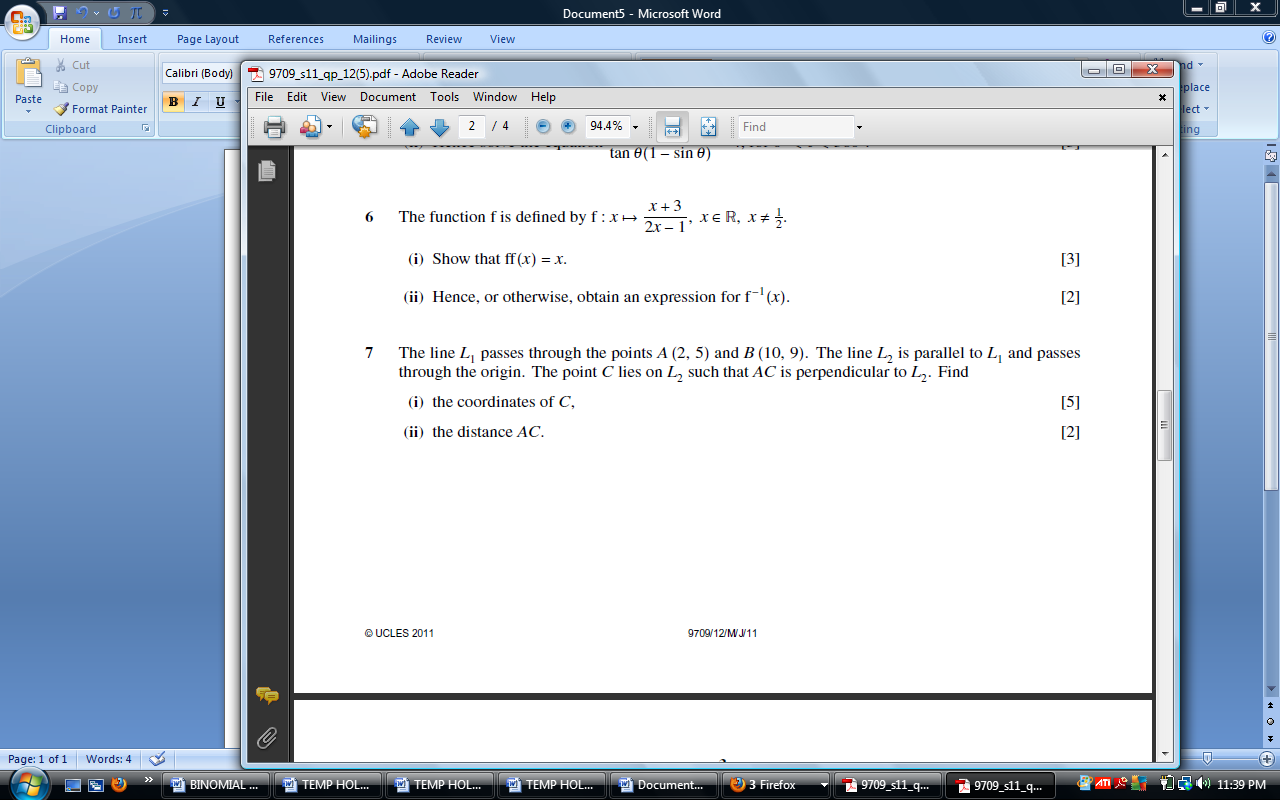 Document5 - Microsoft Word
Home Insert Page Layout References Mailings Review View
Paste
Cut
Copy
Format Painter
Clipboard
Calibri (Body)
B I U
9709_s11_qp_12(5).pdf - Adobe Reader
File Edit View Document Tools Window Help
2 / 4 94.4% Find
tan θ(1 − sin θ)
6 The function f is defined by f : x ↦ (x + 3)/(2x − 1), x ∈ ℝ, x ≠ 1/2.
(i) Show that ff(x) = x. [3]
(ii) Hence, or otherwise, obtain an expression for f⁻¹(x). [2]
7 The line L₁ passes through the points A (2, 5) and B (10, 9). The line L₂ is parallel to L₁ and passes
through the origin. The point C lies on L₂ such that AC is perpendicular to L₂. Find
(i) the coordinates of C, [5]
(ii) the distance AC. [2]
© UCLES 2011 9709/12/M/J/11
Page: 1 of 1 Words: 4
BINOMIAL ... TEMP HOL... TEMP HOL... TEMP HOL... Document... 3 Firefox 9709_s11_q... 9709_s11_q... ATI 11:39 PM